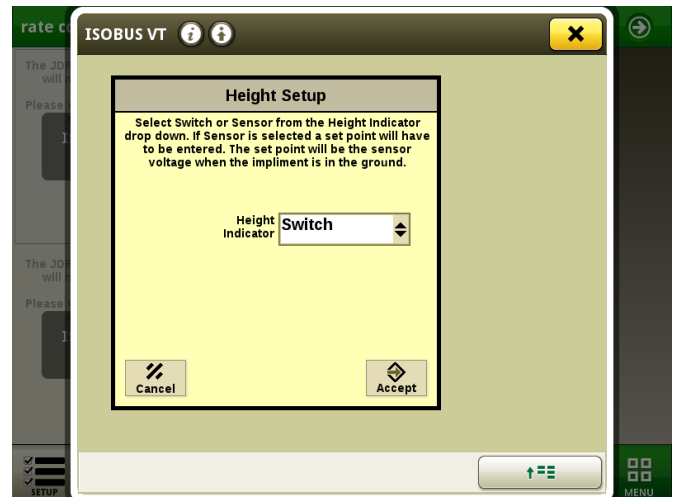 rate c
ISOBUS VT
The JD
will
Please
Height Setup
Select Switch or Sensor from the Height Indicator
drop down. If Sensor is selected a set point will have
to be entered. The set point will be the sensor
voltage when the impliment is in the ground.
Height
Indicator
Switch
The JD
will
Please
Cancel
Accept
SETUP
MENU